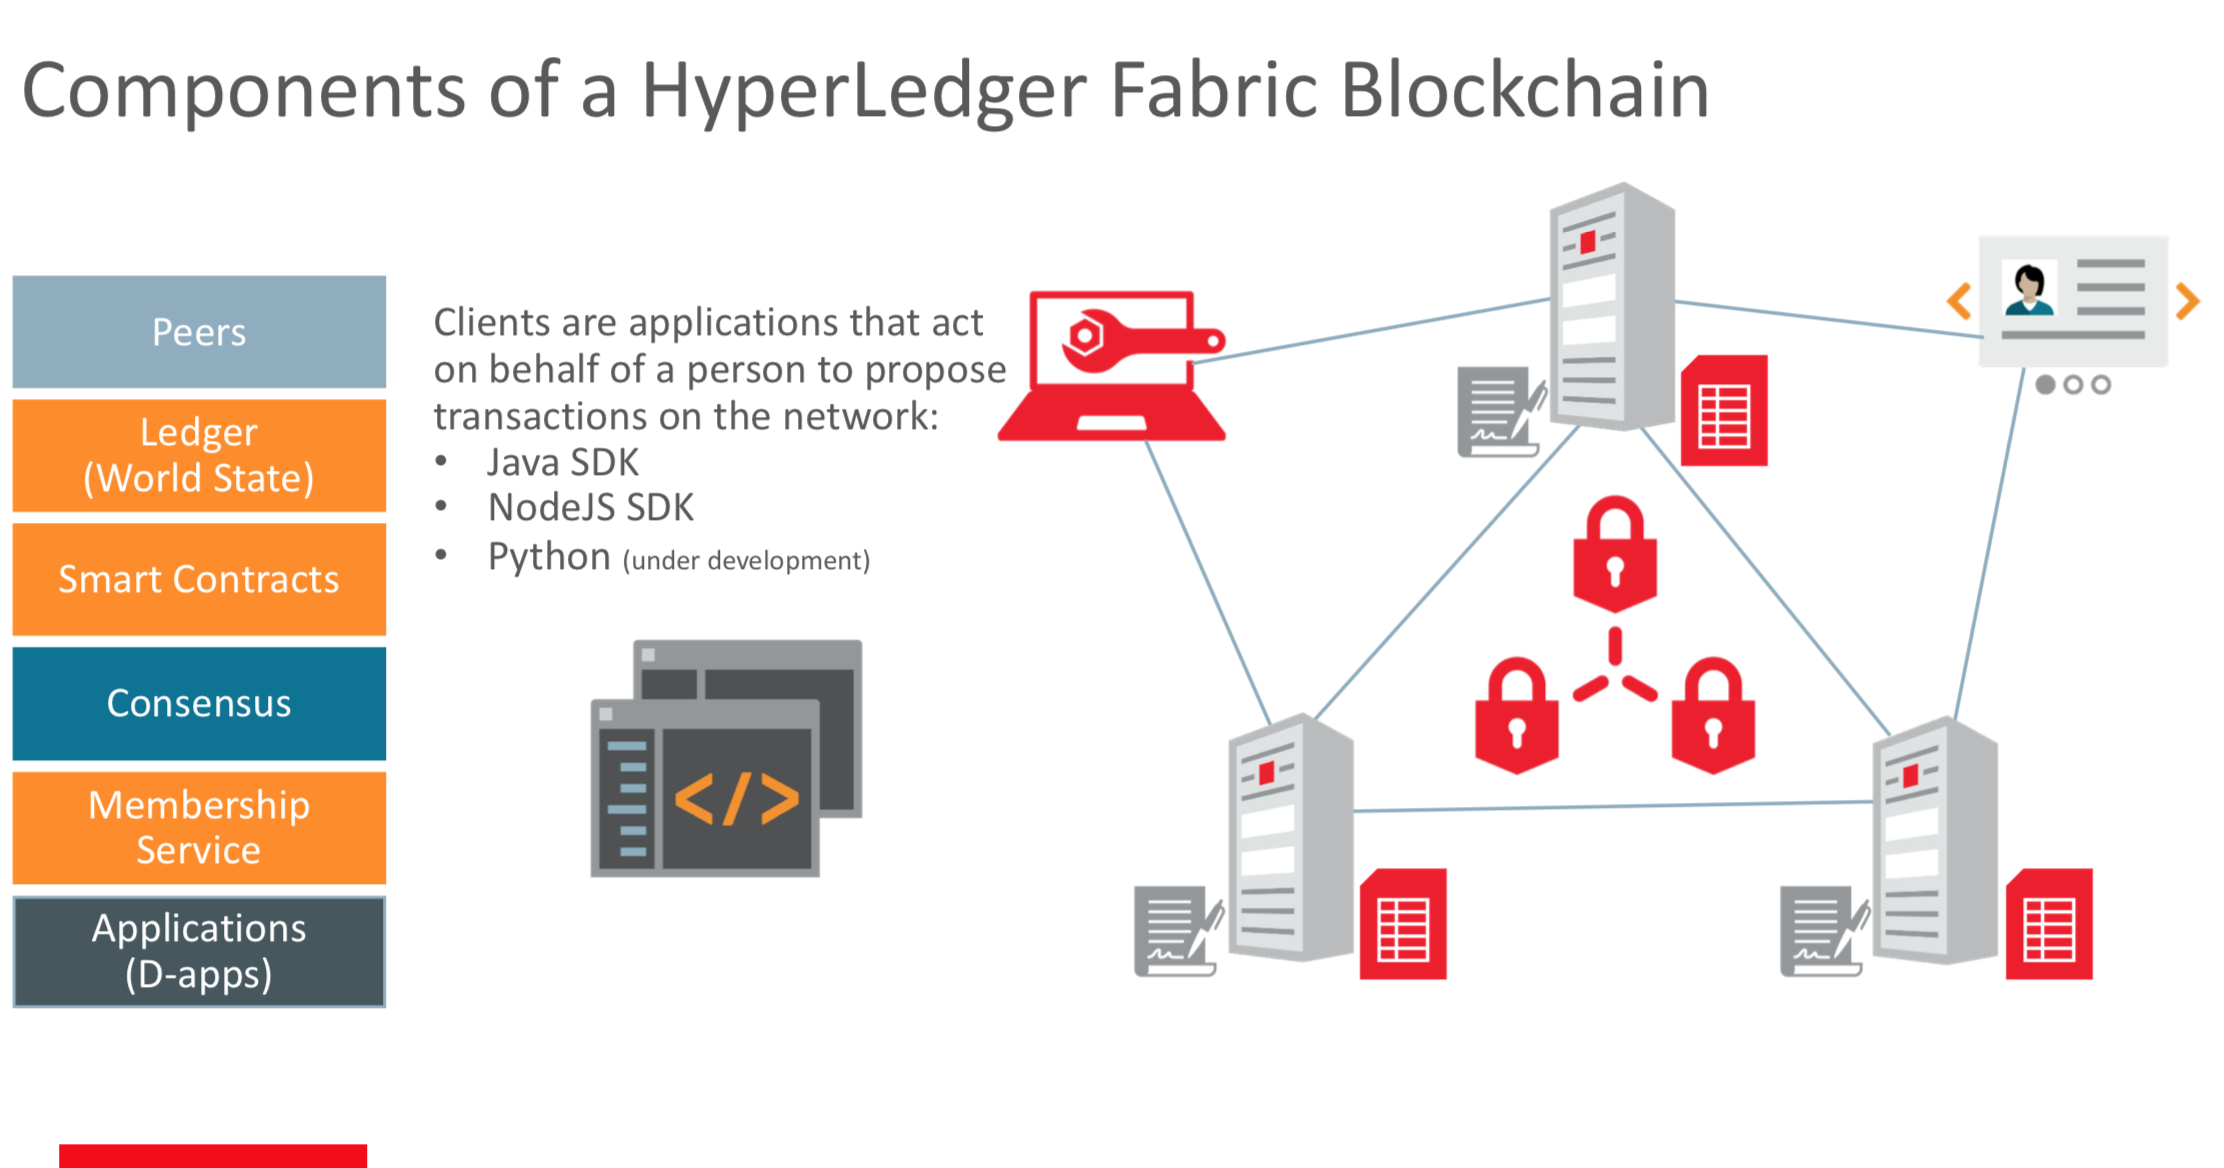 Components of a HyperLedger Fabric Blockchain
Peers
Ledger
(World State)
Smart Contracts
Consensus
Membership
Service
Applications
(D-apps)
Clients are applications that act
on behalf of a person to propose
transactions on the network:
• Java SDK
• NodeJS SDK
• Python (under development)
</>